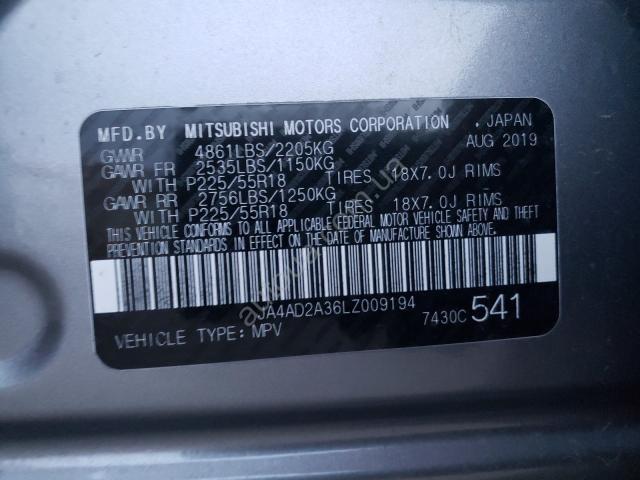 MFD.BY MITSUBISHI MOTORS CORPORATION . JAPAN
GVWR 4861LBS/2205KG AUG 2019
GAWR FR 2535LBS/1150KG
WITH P225/55R18 TIRES 18X7.0J RIMS
GAWR RR 2756LBS/1250KG
WITH P225/55R18 TIRES 18X7.0J RIMS
THIS VEHICLE CONFORMS TO ALL APPLICABLE FEDERAL MOTOR VEHICLE SAFETY AND THEFT
PREVENTION STANDARDS IN EFFECT ON THE DATE OF MANUFACTURE SHOWN ABOVE.
JA4AD2A36LZ009194 7430C 541
VEHICLE TYPE: MPV